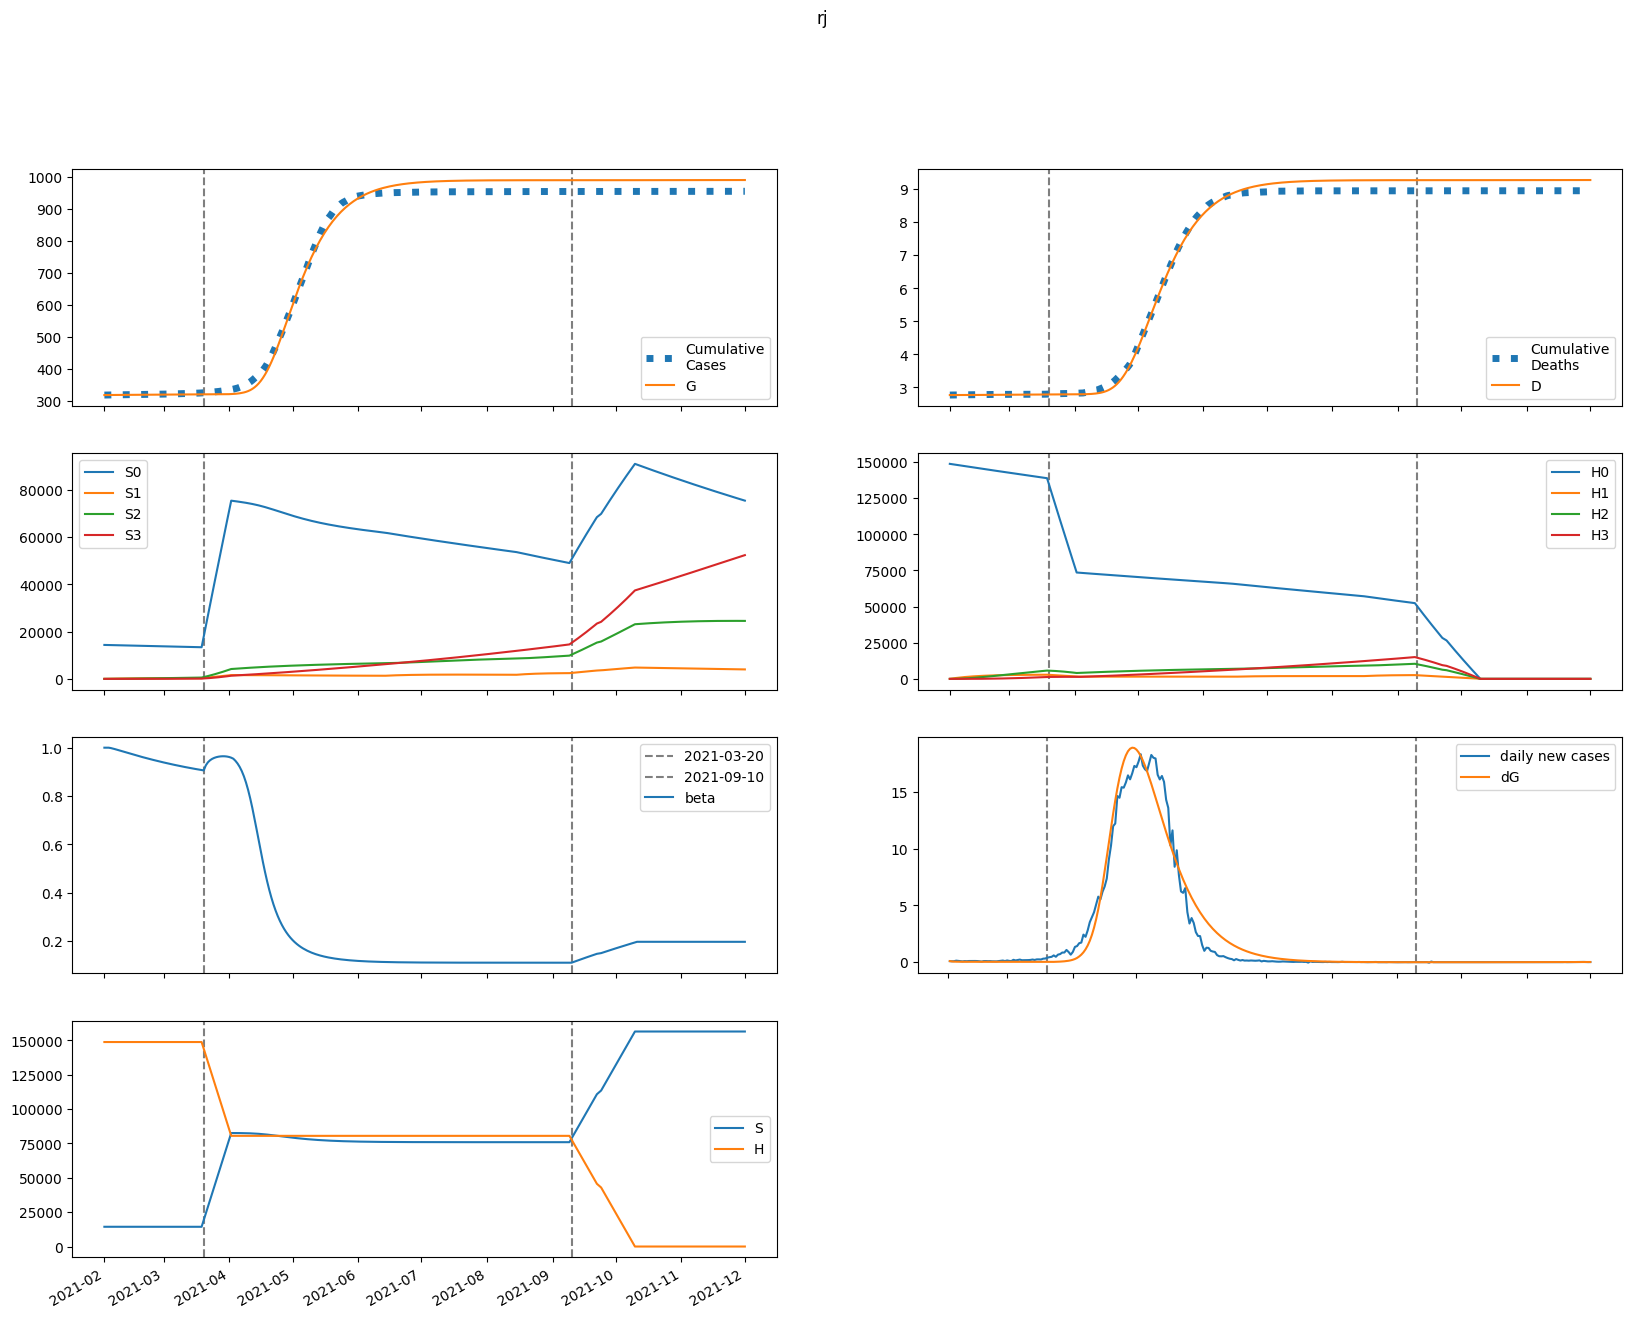 rj
1000
900
800
700
600
500
400
300
Cumulative
Cases
G
9
8
7
6
5
4
3
Cumulative
Deaths
D
80000
60000
40000
20000
0
S0
S1
S2
S3
150000
125000
100000
75000
50000
25000
0
H0
H1
H2
H3
1.0
0.8
0.6
0.4
0.2
2021-03-20
2021-09-10
beta
15
10
5
0
daily new cases
dG
150000
125000
100000
75000
50000
25000
0
S
H
2021-02
2021-03
2021-04
2021-05
2021-06
2021-07
2021-08
2021-09
2021-10
2021-11
2021-12